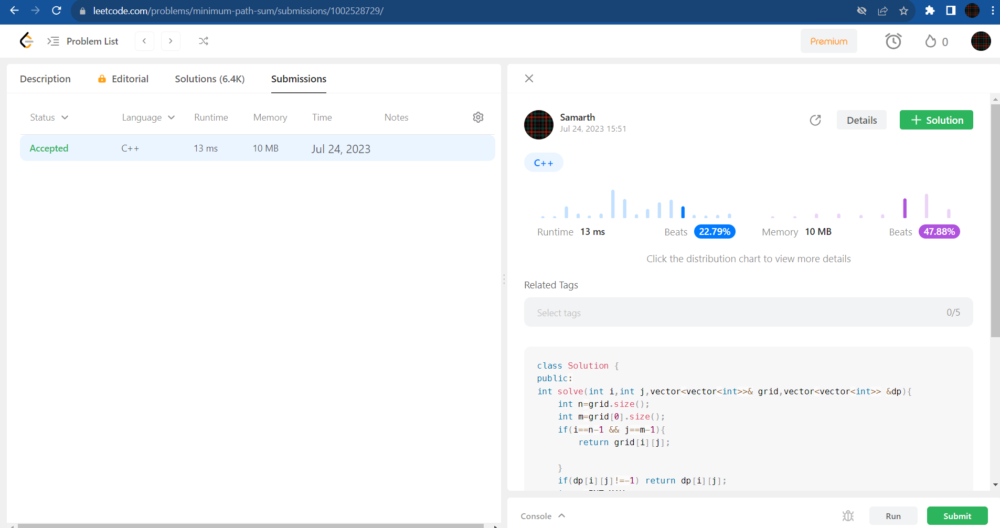 leetcode.com/problems/minimum-path-sum/submissions/1002528729/
Problem List
Premium
0
Description Editorial Solutions (6.4K) Submissions
Status Language Runtime Memory Time Notes
Accepted C++ 13 ms 10 MB Jul 24, 2023
Samarth
Jul 24, 2023 15:51
Details
+ Solution
C++
Runtime 13 ms Beats 22.79% Memory 10 MB Beats 47.88%
Click the distribution chart to view more details
Related Tags
Select tags 0/5
class Solution {
public:
int solve(int i,int j,vector<vector<int>>& grid,vector<vector<int>> &dp){
    int n=grid.size();
    int m=grid[0].size();
    if(i==n-1 && j==m-1){
        return grid[i][j];
    }
    if(dp[i][j]!=-1) return dp[i][j];
Console
Run
Submit